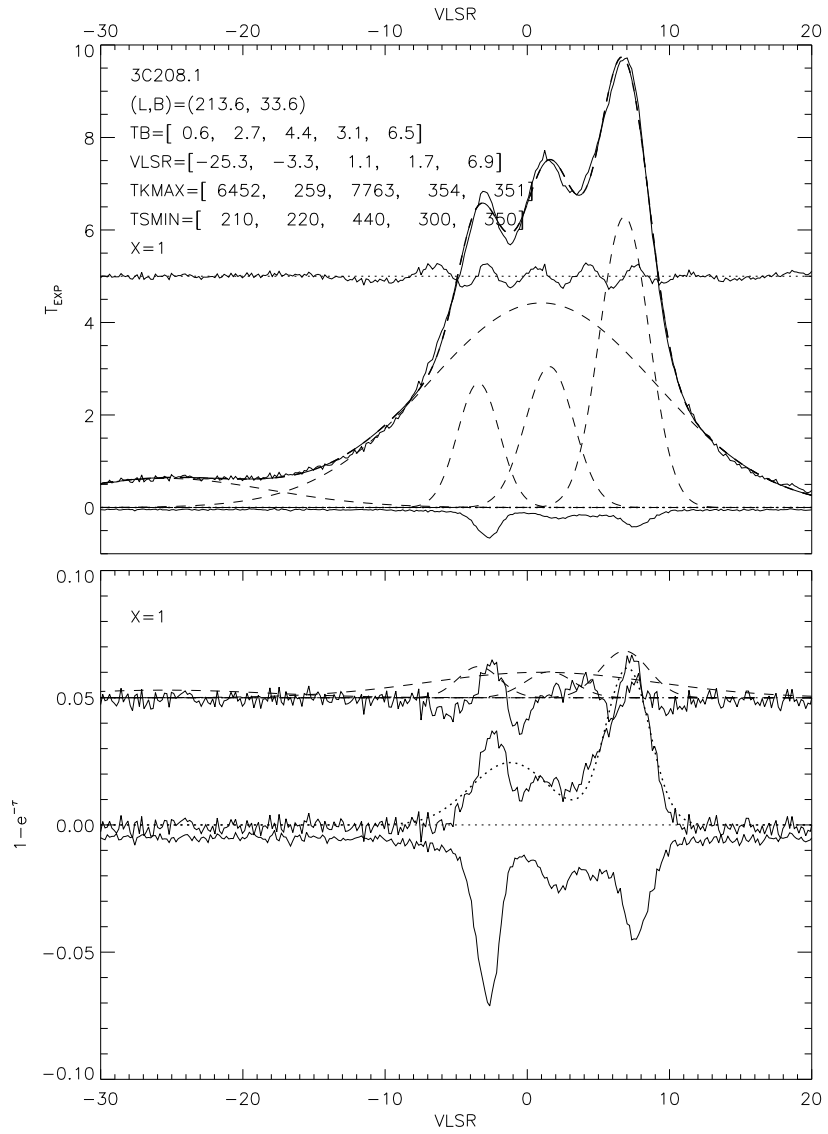 VLSR
−30 −20 −10 0 10 20
10
3C208.1
(L,B)=(213.6, 33.6)
8
TB=[ 0.6, 2.7, 4.4, 3.1, 6.5]
VLSR=[−25.3, −3.3, 1.1, 1.7, 6.9]
TKMAX=[ 6452, 259, 7763, 354, 351]
TSMIN=[ 210, 220, 440, 300, 350]
6
X=1
T_EXP
4
2
0
0.10
X=1
0.05
0.00
1−e^−τ
−0.05
−0.10
−30 −20 −10 0 10 20
VLSR